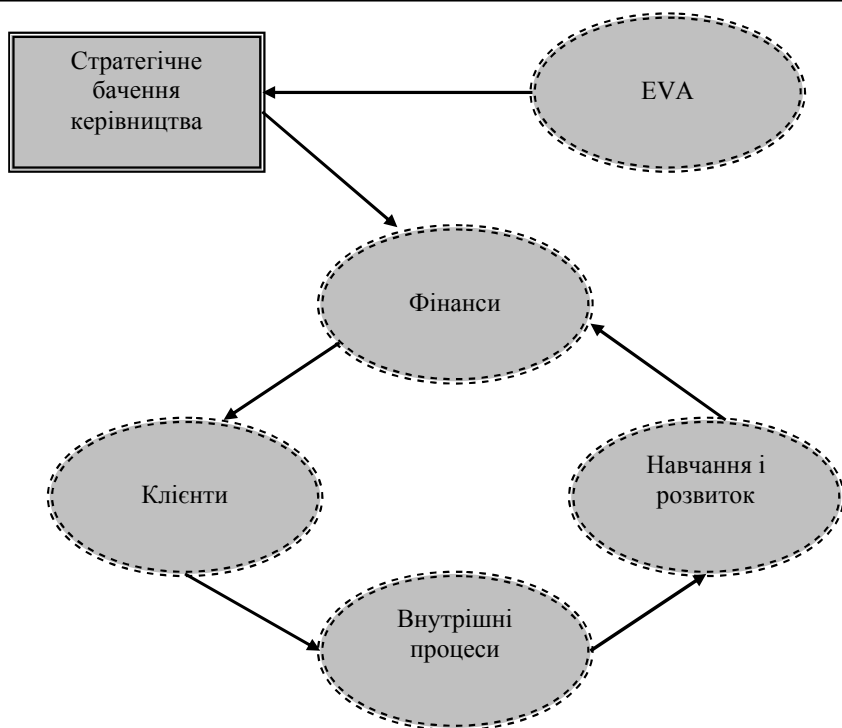 Стратегічне
бачення
керівництва
EVA
Фінанси
Клієнти
Навчання і
розвиток
Внутрішні
процеси